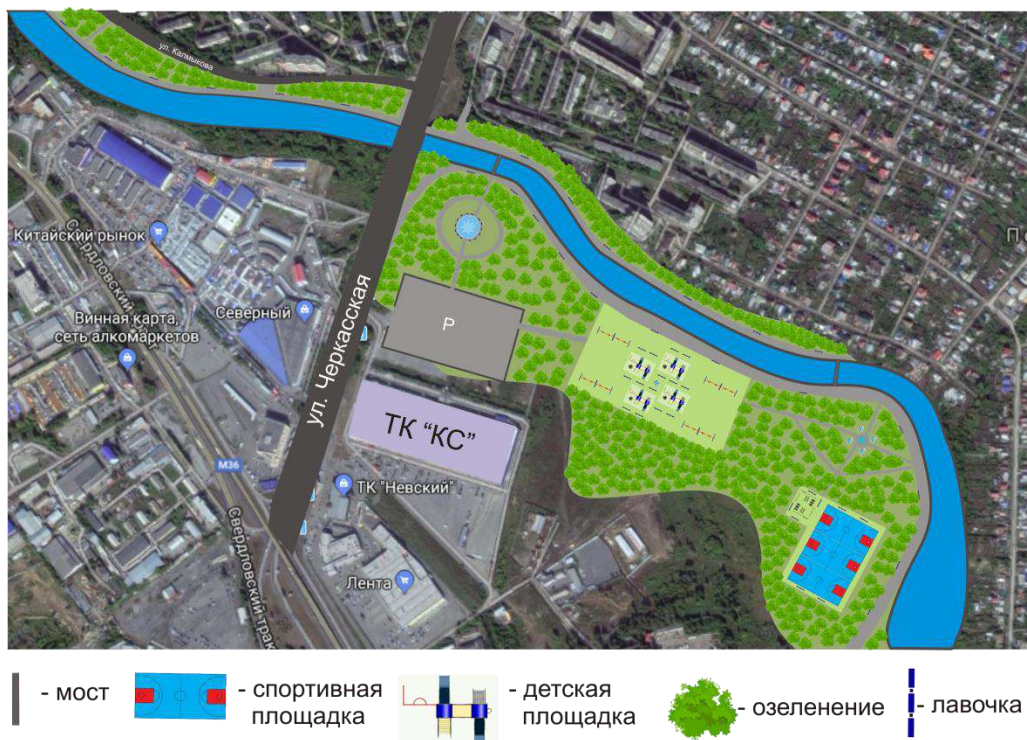 ул. Калмыкова
Китайский рынок
Свердловский
Северный
Винная карта,
сеть алкомаркетов
ул. Черкасская
P
П
ТК “КС”
М36
ТК "Невский"
Лента
Свердловский трак
- мост
- спортивная
площадка
- детская
площадка
- озеленение
- лавочка